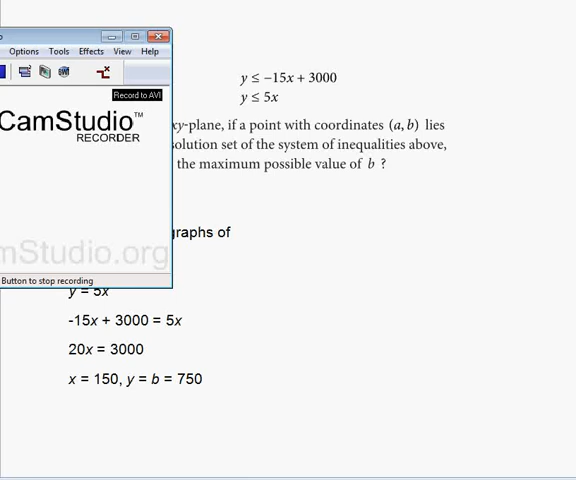 Options Tools Effects View Help
Record to AVI
CamStudio™
RECORDER
mStudio.org
Button to stop recording
y ≤ −15x + 3000
y ≤ 5x
xy-plane, if a point with coordinates (a, b) lies
solution set of the system of inequalities above,
the maximum possible value of b ?
graphs of
y = 5x
-15x + 3000 = 5x
20x = 3000
x = 150, y = b = 750